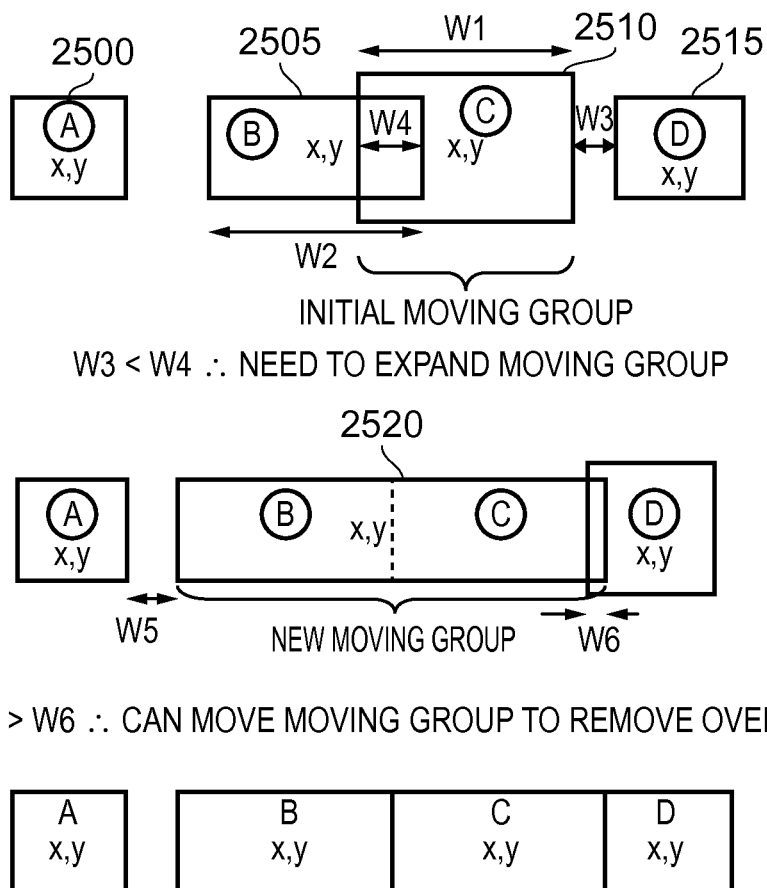 2500 2505 W1 2510 2515
A B W4 C W3 D
x,y x,y x,y x,y
W2
INITIAL MOVING GROUP
W3 < W4 ∴ NEED TO EXPAND MOVING GROUP
2520
A B C D
x,y x,y x,y
W5 NEW MOVING GROUP W6
> W6 ∴ CAN MOVE MOVING GROUP TO REMOVE
A B C D
x,y x,y x,y x,y